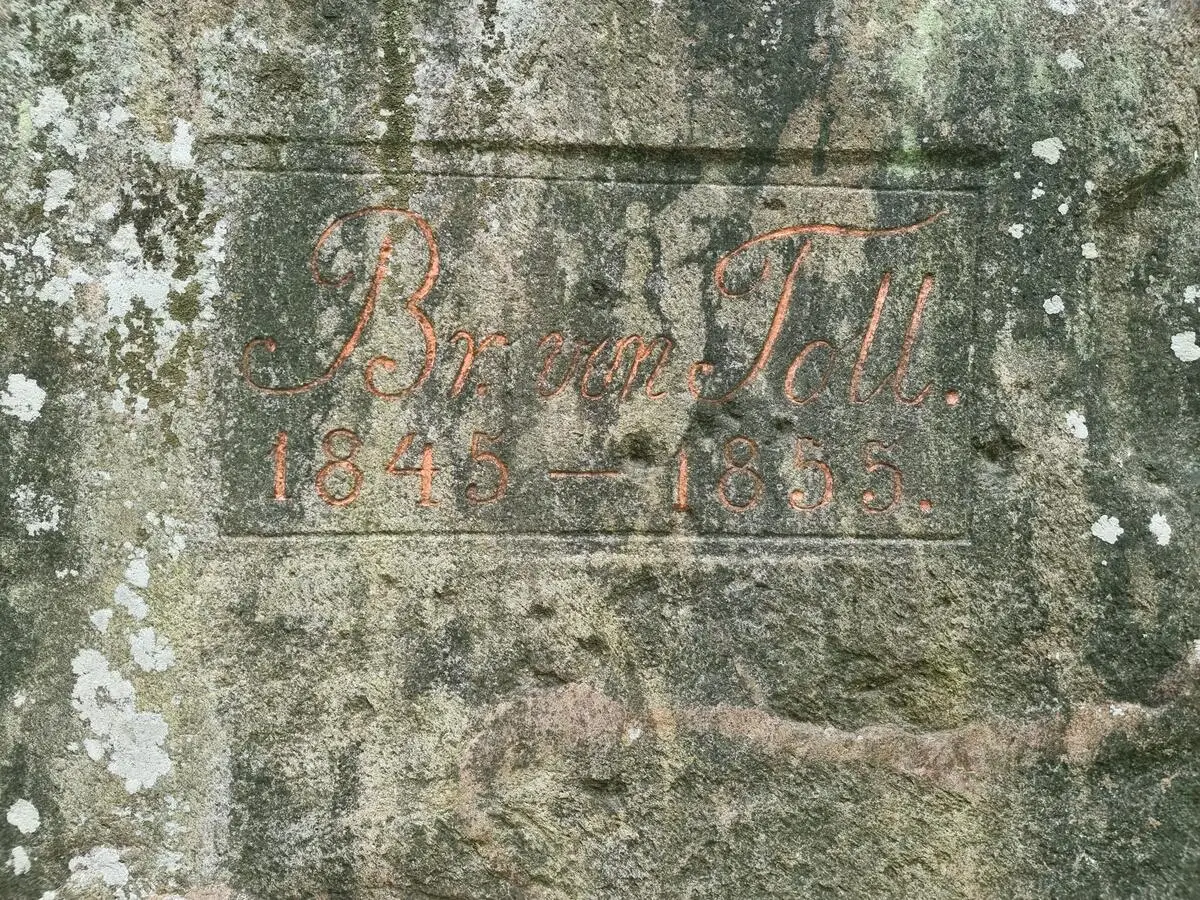 Br. von Toll.
1845 — 1855.